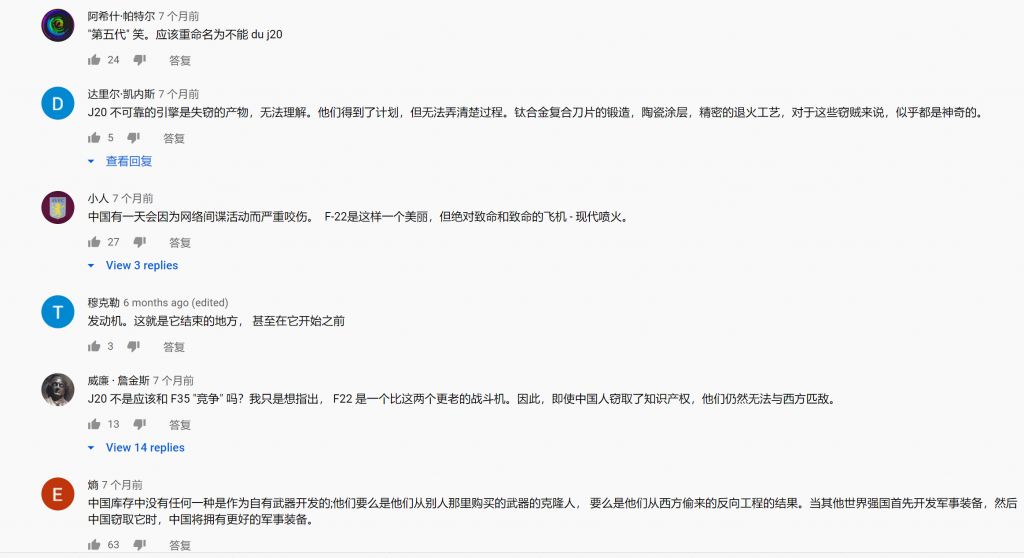 阿希什·帕特尔 7 个月前
"第五代" 笑。应该重命名为不能 du j20
24 答复
D
达里尔·凯内斯 7 个月前
J20 不可靠的引擎是失窃的产物，无法理解。他们得到了计划，但无法弄清楚过程。钛合金复合刀片的锻造，陶瓷涂层，精密的退火工艺，对于这些窃贼来说，似乎都是神奇的。
5 答复
查看回复
小人 7 个月前
中国有一天会因为网络间谍活动而严重咬伤。 F-22是这样一个美丽，但绝对致命和致命的飞机 - 现代喷火。
27 答复
View 3 replies
T
穆克勒 6 months ago (edited)
发动机。这就是它结束的地方， 甚至在它开始之前
3 答复
威廉 · 詹金斯 7 个月前
J20 不是应该和 F35 "竞争" 吗？我只是想指出， F22 是一个比这两个更老的战斗机。因此，即使中国人窃取了知识产权，他们仍然无法与西方匹敌。
13 答复
View 14 replies
E
熵 7 个月前
中国库存中没有任何一种是作为自有武器开发的;他们要么是他们从别人那里购买的武器的克隆人， 要么是他们从西方偷来的反向工程的结果。当其他世界强国首先开发军事装备，然后
中国窃取它时，中国将拥有更好的军事装备。
63 答复